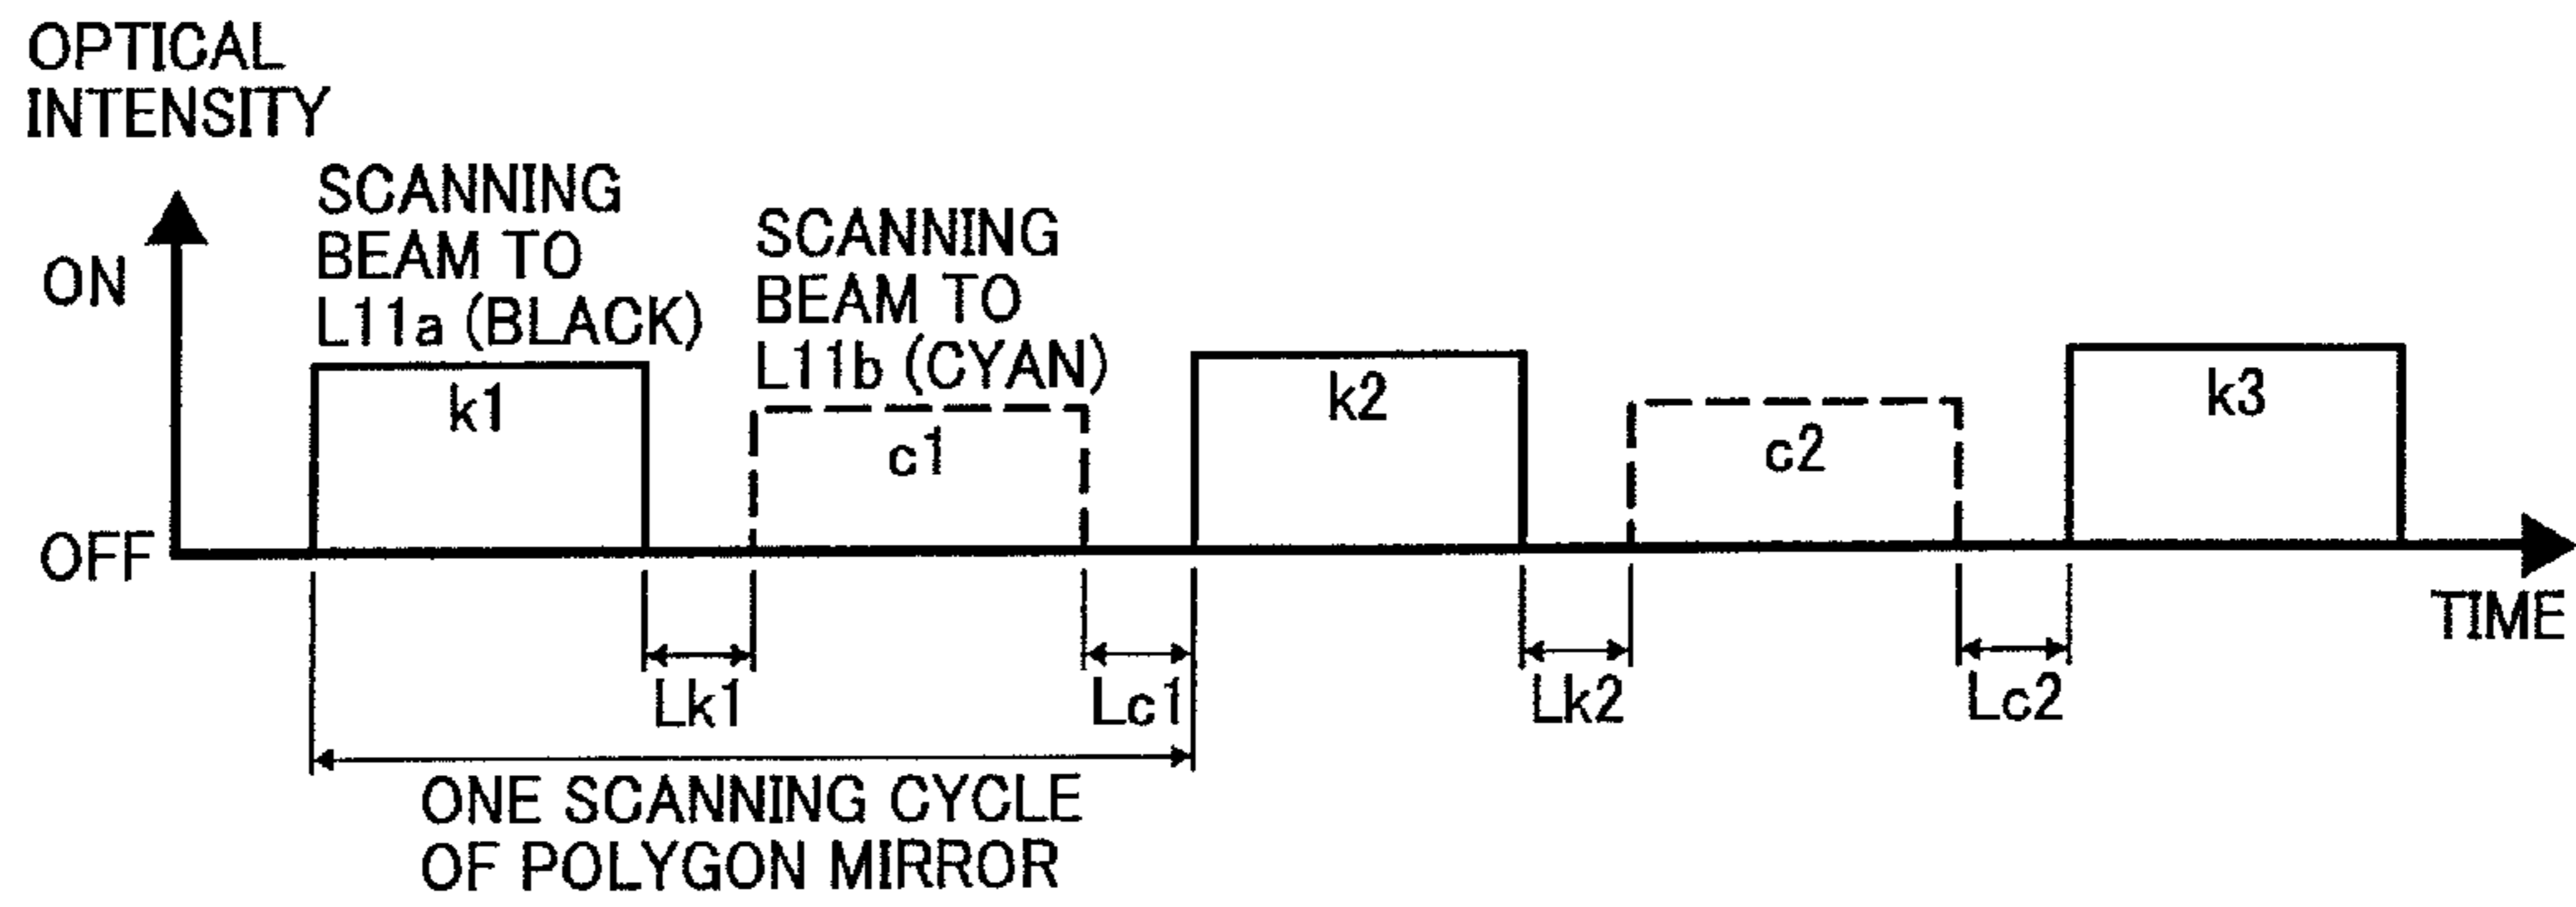 OPTICAL
INTENSITY
SCANNING
BEAM TO
L11a (BLACK)
SCANNING
BEAM TO
L11b (CYAN)
ON
k1
c1
k2
c2
k3
OFF
TIME
Lk1
Lc1
Lk2
Lc2
ONE SCANNING CYCLE
OF POLYGON MIRROR